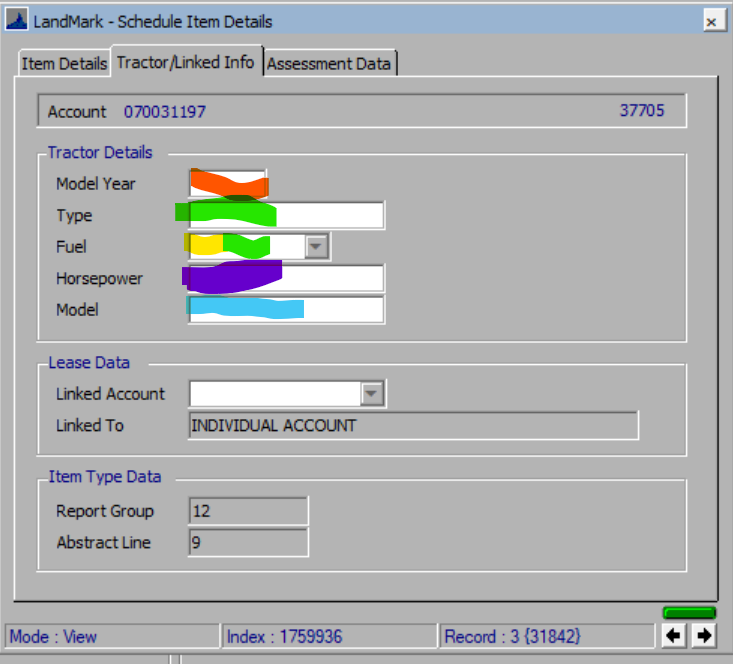 LandMark - Schedule Item Details
Item Details Tractor/Linked Info Assessment Data
Account 070031197 37705
Tractor Details
Model Year
Type
Fuel
Horsepower
Model
Lease Data
Linked Account
Linked To INDIVIDUAL ACCOUNT
Item Type Data
Report Group 12
Abstract Line 9
Mode : View Index : 1759936 Record : 3 {31842}